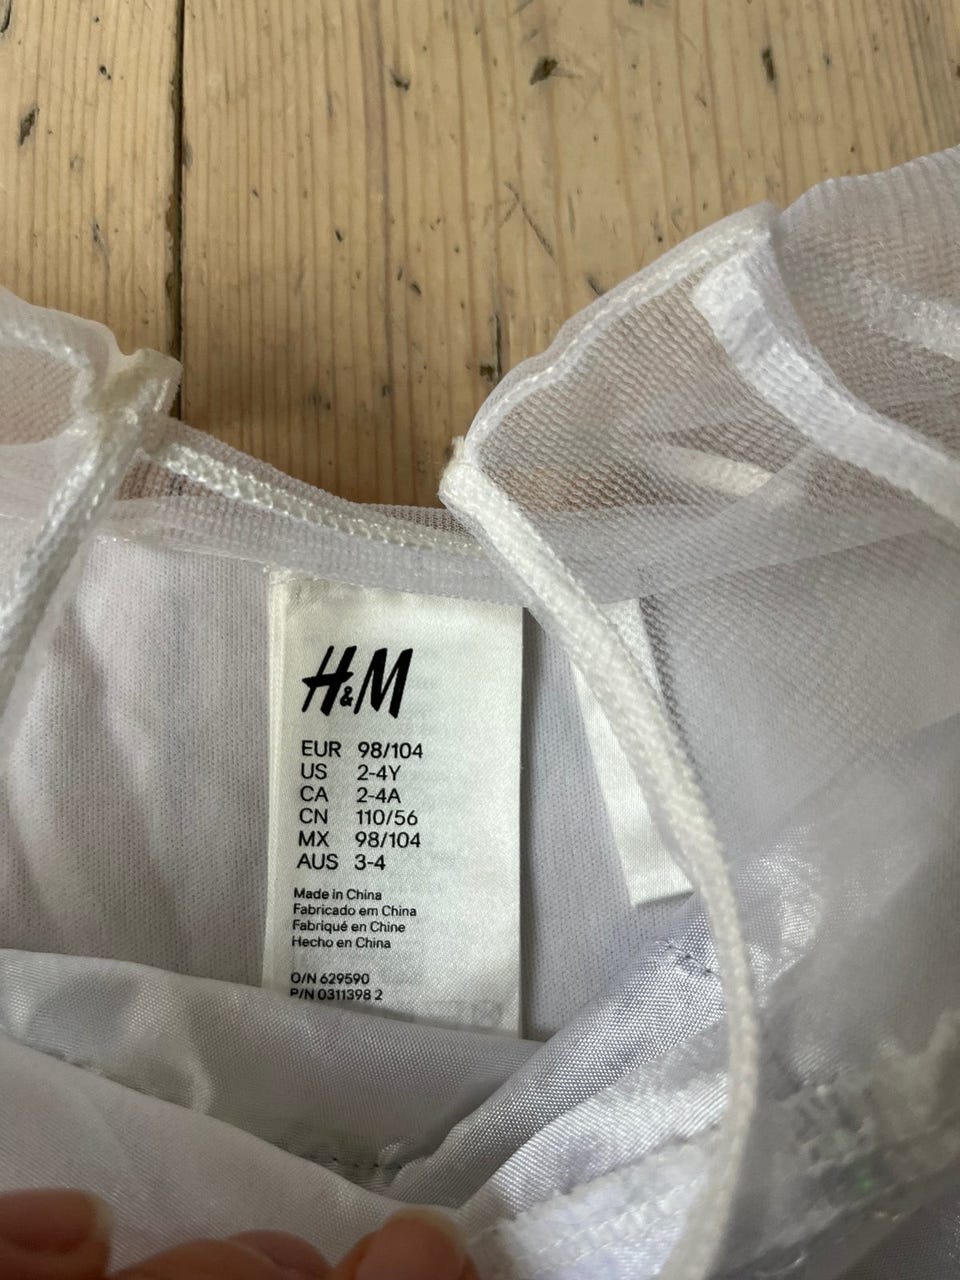 H&M
EUR 98/104
US 2-4Y
CA 2-4A
CN 110/56
MX 98/104
AUS 3-4
Made in China
Fabricado em China
Fabriqué en Chine
Hecho en China
O/N 629590
P/N 0311398 2